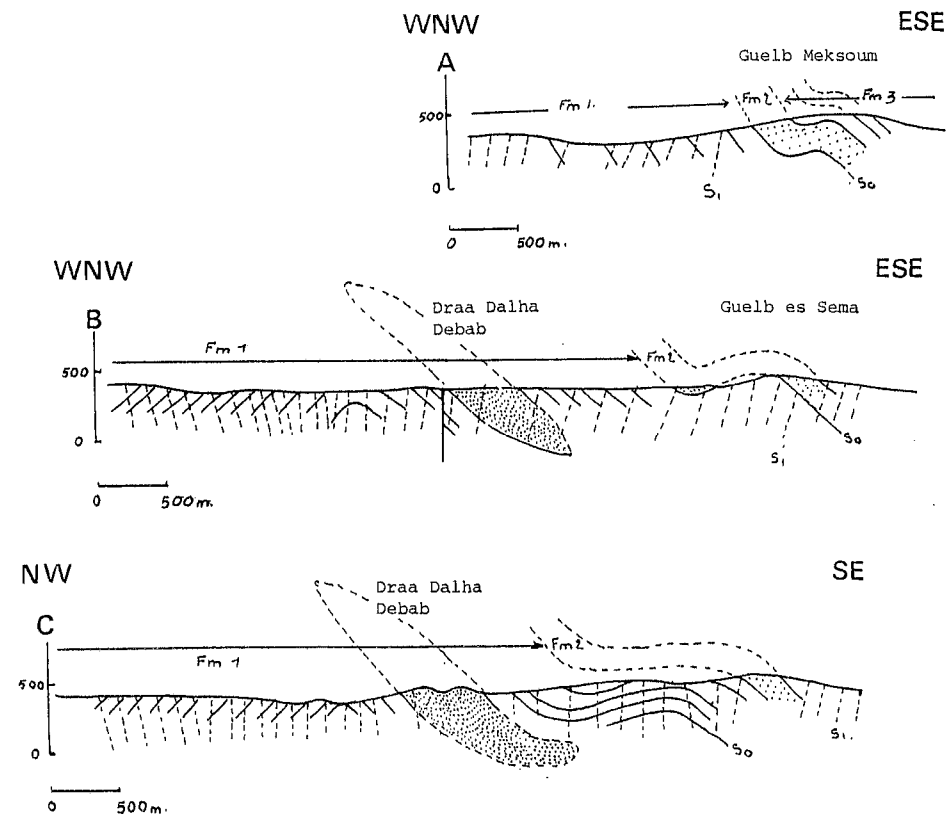 WNW ESE
Guelb Meksoum
A
Fm 1. Fm 2 Fm 3
500
0
S1 So
0 500 m.
WNW ESE
B
Draa Dalha
Debab
Guelb es Sema
Fm 1 Fm 2
500
0
So
S1
0 500 m.
NW SE
C
Draa Dalha
Debab
Fm 1 Fm 2
500
0
So S1.
0 500 m.